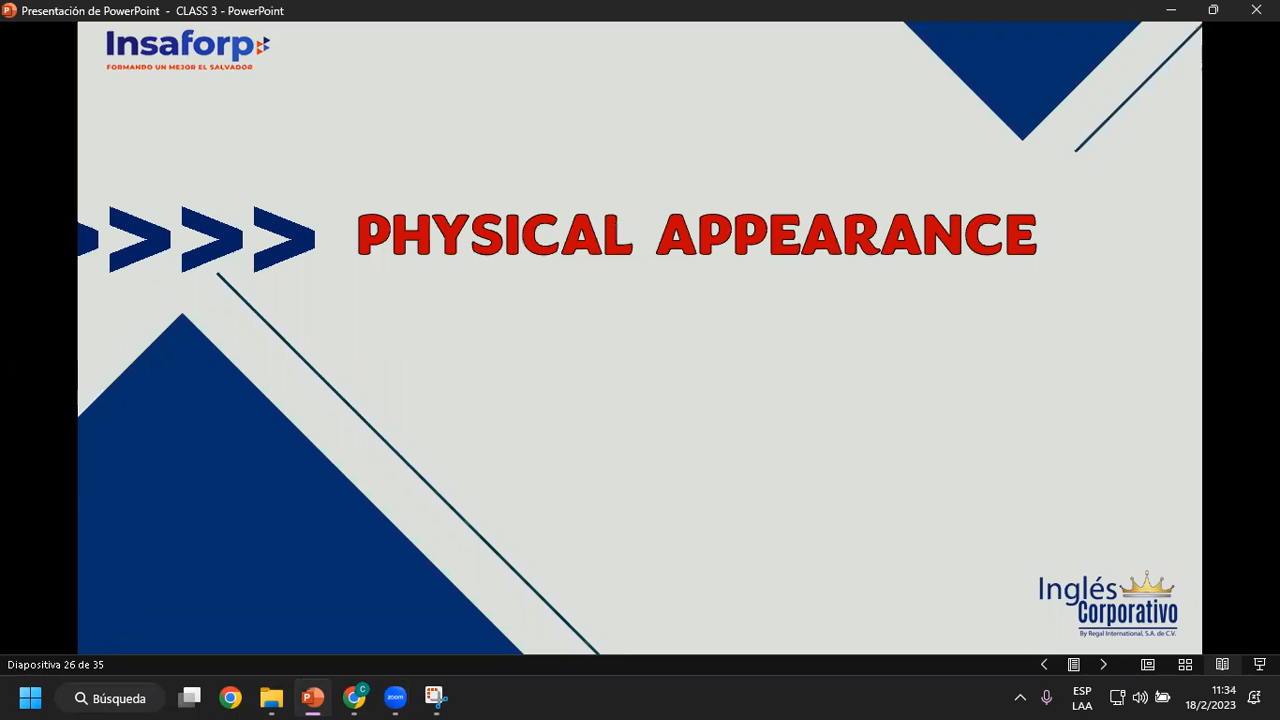 Presentación de PowerPoint - CLASS 3 - PowerPoint
Insaforp
FORMANDO UN MEJOR EL SALVADOR
>>>> PHYSICAL APPEARANCE
Inglés
Corporativo
By Regal International, S.A. de C.V.
Diapositiva 26 de 35
Búsqueda
C
zoom
ESP
LAA
11:34
18/2/2023